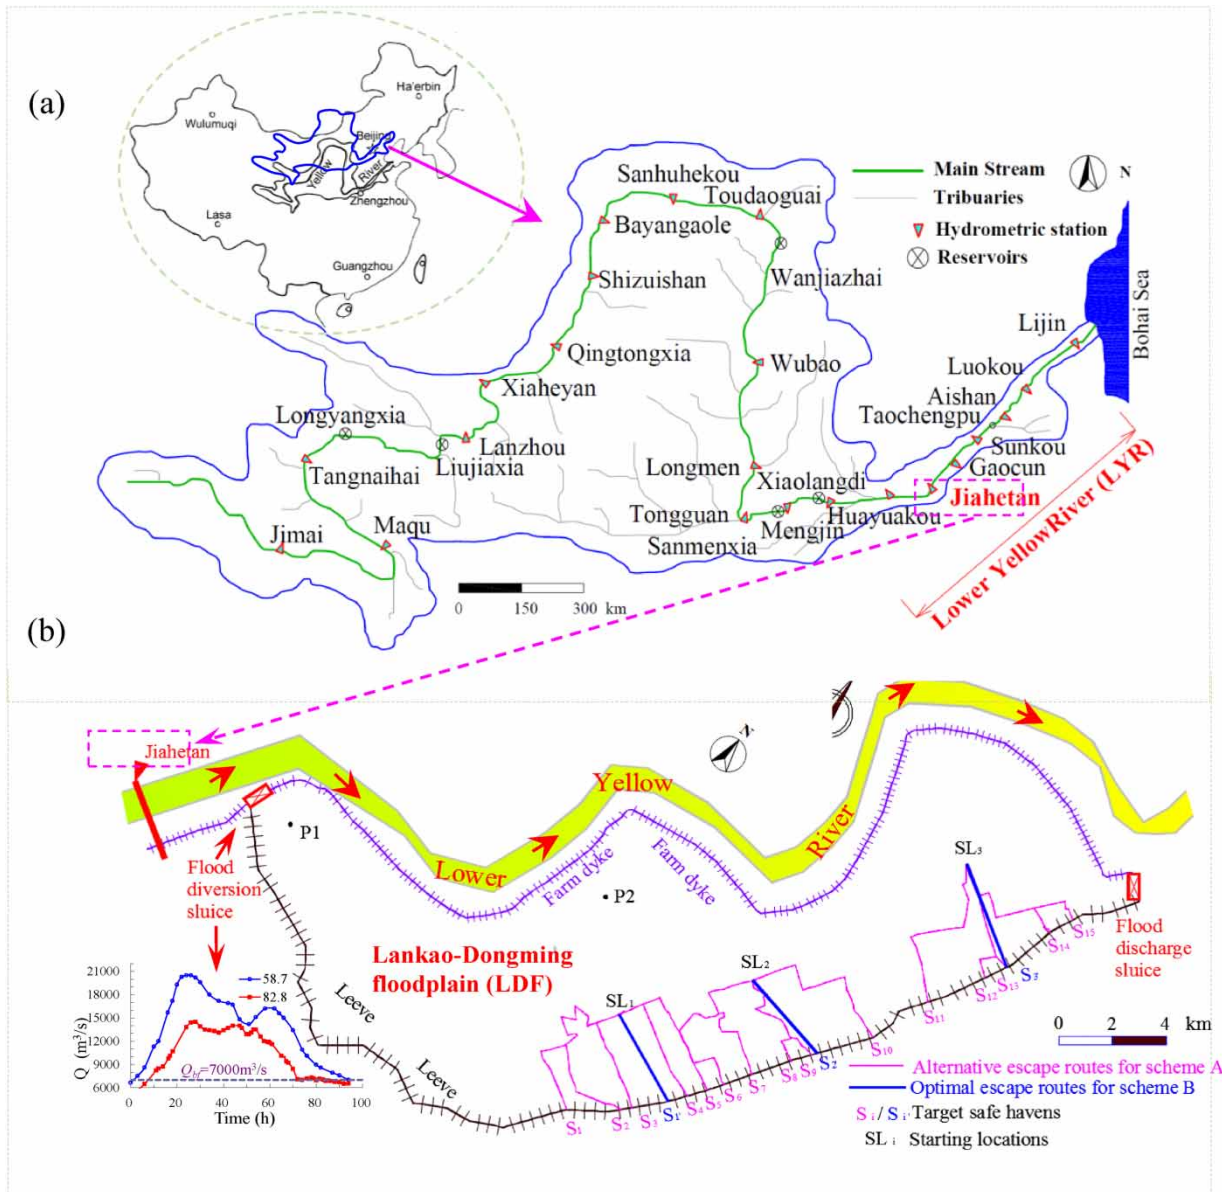 (a)
Ha'erbin
Wulumuqi
Beijing
Yellow
River
Zhengzhou
Lasa
Guangzhou
Sanhuhekou
Toudaoguai
Bayangaole
Shizuishan
Wanjiazhai
Qingtongxia
Wubao
Xiaheyan
Longyangxia
Lanzhou
Liujiaxia
Tangnaihai
Longmen
Xiaolangdi
Jimai
Maqu
Tongguan
Mengjin
Huayuakou
Sanmenxia
Main Stream
N
Tributaries
Hydrometric station
Reservoirs
Bohai Sea
Lijin
Luokou
Aishan
Taochengpu
Sunkou
Gaocun
Jiahetan
Lower YellowRiver (LYR)
0 150 300 km
(b)
Jiahetan
N
Yellow
River
Lower
P1
P2
Farm dyke
Farm dyke
Flood
diversion
sluice
Lankao-Dongming
floodplain (LDF)
Leeve
Leeve
SL1
SL2
SL3
S1
S2
S3
S1'
S4
S5
S6
S7
S8
S9
S2'
S10
S11
S12
S13
S3'
S14
S15
Flood
discharge
sluice
0 2 4 km
21000
18000
15000
12000
9000
6000
Q (m³/s)
58.7
82.8
Qbf=7000m³/s
0 20 40 60 80 100
Time (h)
Alternative escape routes for scheme A
Optimal escape routes for scheme B
S i / S i' Target safe havens
SL i Starting locations